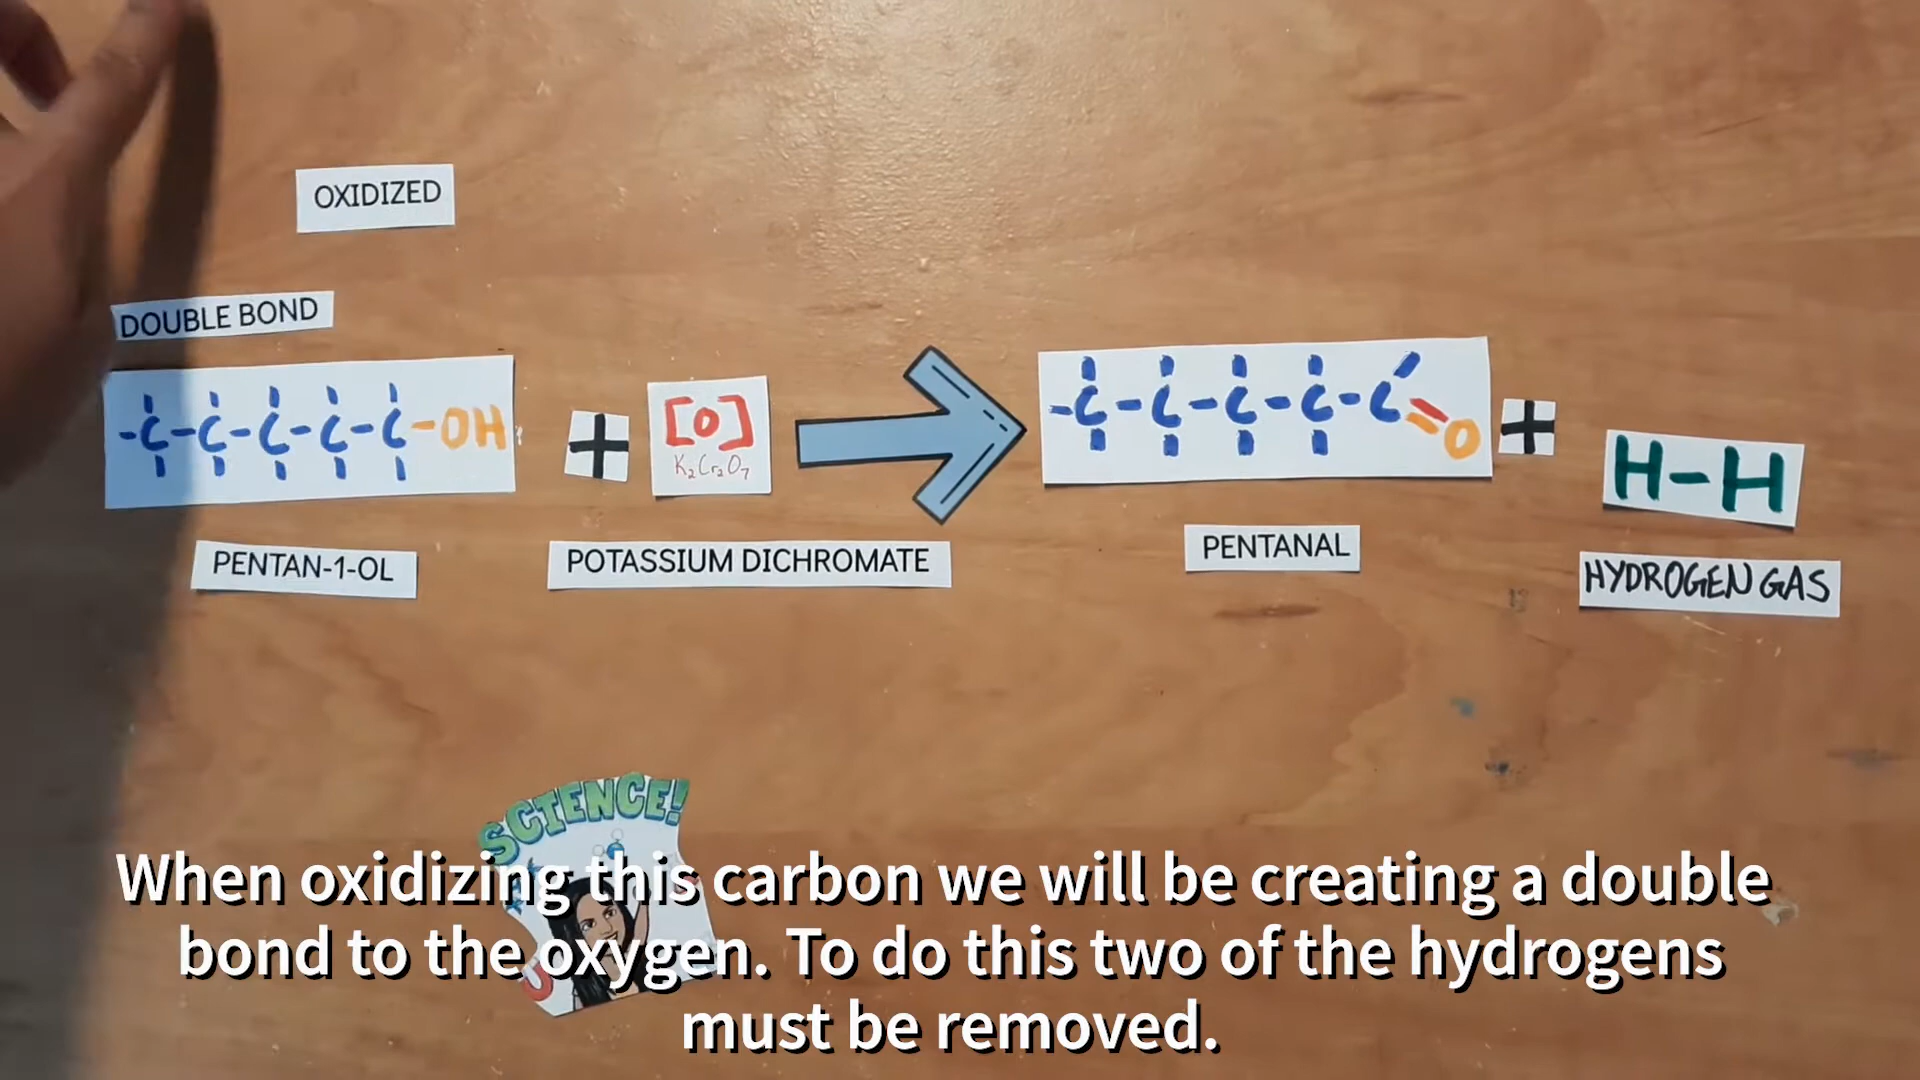 OXIDIZED
DOUBLE BOND
-C-C-C-C-C-OH
+
[O]
K₂Cr₂O₇
-C-C-C-C-C=O
+
H-H
PENTAN-1-OL
POTASSIUM DICHROMATE
PENTANAL
HYDROGEN GAS
SCIENCE!
When oxidizing this carbon we will be creating a double
bond to the oxygen. To do this two of the hydrogens
must be removed.